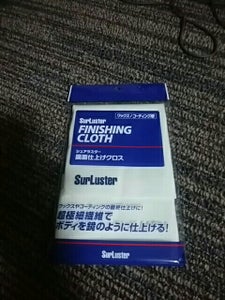 SurLuster
ワックス/コーティング用
FINISHING
CLOTH
シュアラスター
鏡面仕上げクロス
SurLuster
ワックスやコーティングの最終仕上げに!
超極細繊維で
ボディを鏡のように仕上げる!
SurLuster